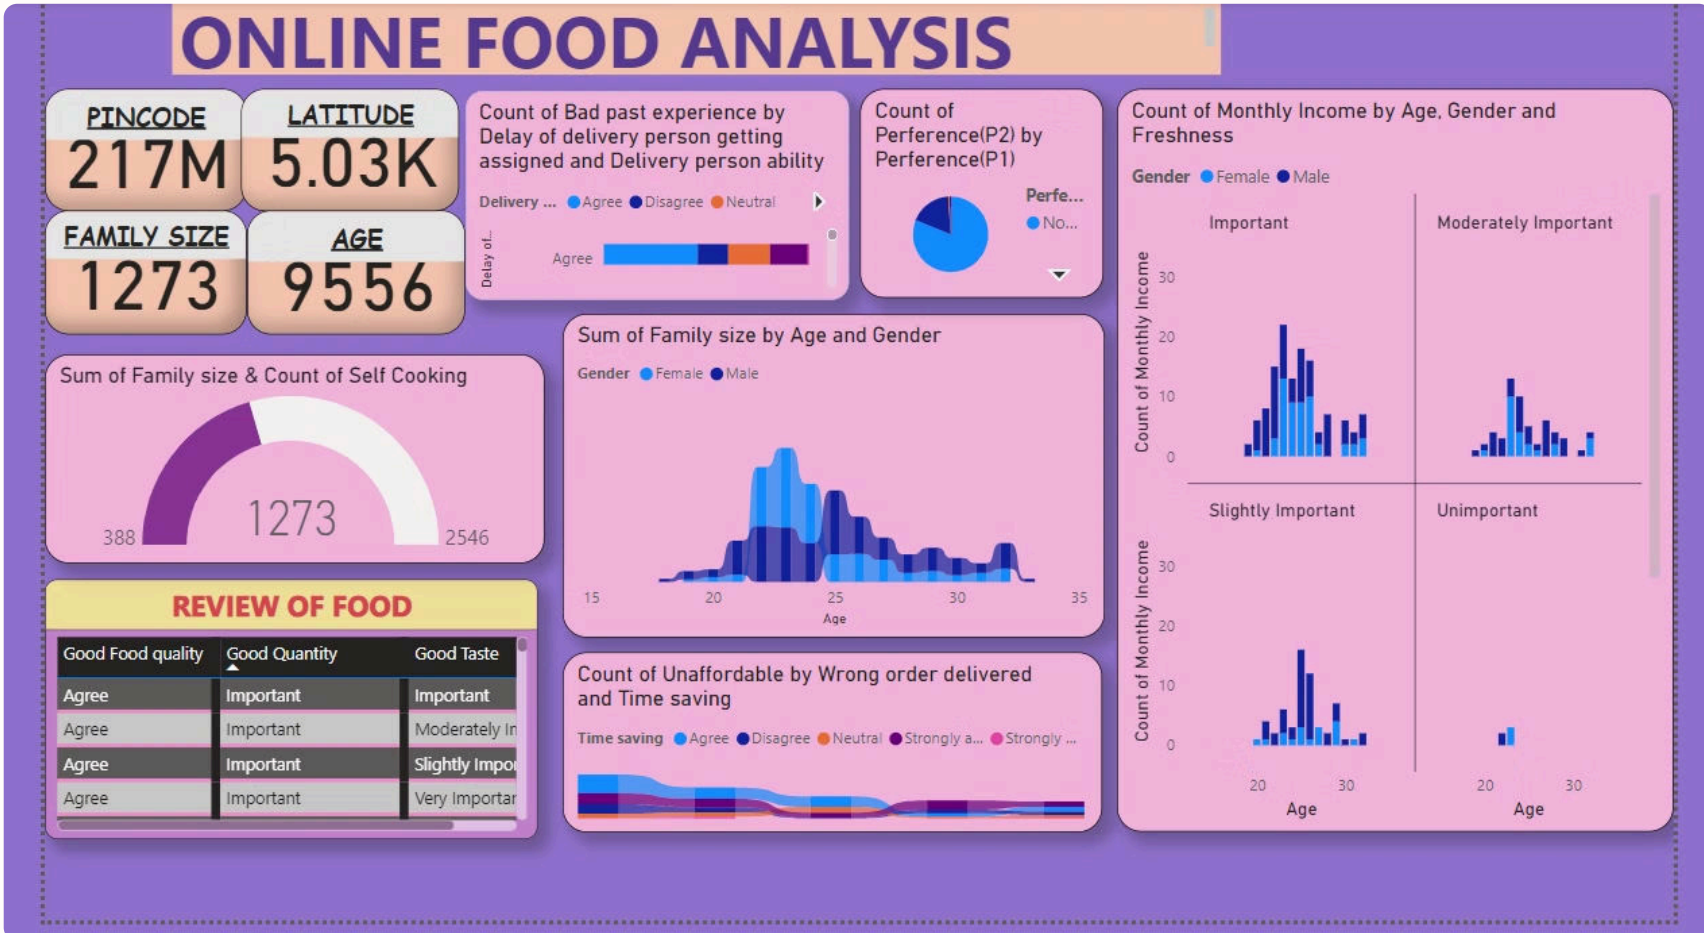 ONLINE FOOD ANALYSIS
PINCODE
217M
LATITUDE
5.03K
FAMILY SIZE
1273
AGE
9556
Count of Bad past experience by
Delay of delivery person getting
assigned and Delivery person ability
Delivery ... Agree Disagree Neutral
Delay of...
Agree
Count of
Perference(P2) by
Perference(P1)
Perfe...
No...
Count of Monthly Income by Age, Gender and
Freshness
Gender Female Male
Important
Moderately Important
Count of Monthly Income
30
20
10
0
Slightly Important
Unimportant
Count of Monthly Income
30
20
10
0
20 30
Age
20 30
Age
Sum of Family size & Count of Self Cooking
388
1273
2546
Sum of Family size by Age and Gender
Gender Female Male
15 20 25 30 35
Age
REVIEW OF FOOD
Good Food quality Good Quantity Good Taste
Agree Important Important
Agree Important Moderately In
Agree Important Slightly Impor
Agree Important Very Importar
Count of Unaffordable by Wrong order delivered
and Time saving
Time saving Agree Disagree Neutral Strongly a... Strongly ...